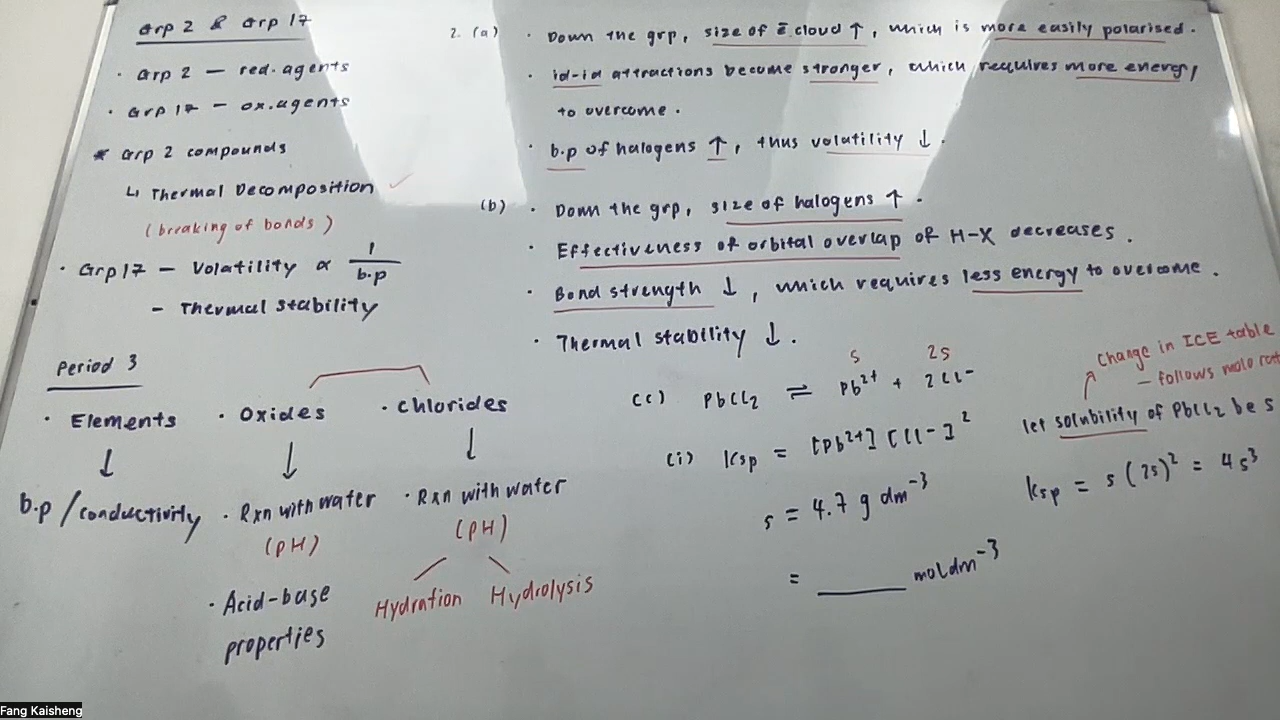 Grp 2 & Grp 17
· Grp 2 — red. agents
· Grp 17 — ox. agents
* Grp 2 compounds
↳ Thermal Decomposition ✓
(breaking of bonds)
· Grp 17 — Volatility ∝ 1/b.p
— Thermal stability
Period 3
· Elements · Oxides · Chlorides
↓ ↓ ↓
b.p / conductivity · Rxn with water (pH) · Rxn with water (pH)
· Acid-base properties
Hydration Hydrolysis
2. (a) · Down the grp, size of ē cloud ↑, which is more easily polarised.
· id-id attractions become stronger, which requires more energy,
to overcome.
· b.p of halogens ↑, thus volatility ↓.
(b) · Down the grp, size of halogens ↑.
· Effectiveness of orbital overlap of H-X decreases.
· Bond strength ↓, which requires less energy to overcome.
· Thermal stability ↓.
s 2s
(c) PbCl₂ ⇌ Pb²⁺ + 2Cl⁻
(i) Ksp = [Pb²⁺][Cl⁻]²
s = 4.7 g dm⁻³
= ______ mol dm⁻³
Change in ICE table
— follows mole
let solubility of PbCl₂ be s
Ksp = s(2s)² = 4s³
Fang Kaisheng